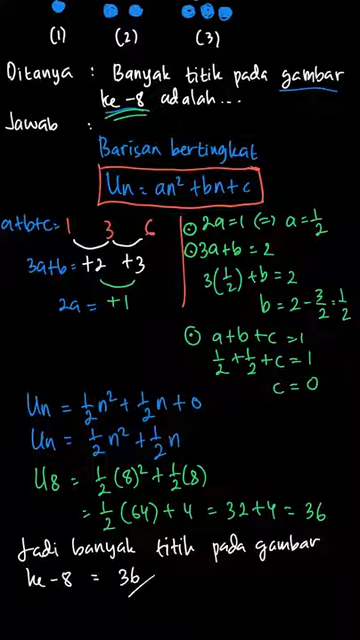 (1) (2) (3)
Ditanya : Banyak titik pada gambar
ke-8 adalah...
Jawab :
Barisan bertingkat
Un = an² + bn + c
a+b+c = 1 3 6
3a+b = +2 +3
2a = +1
⊙ 2a = 1 (=) a = 1/2
⊙ 3a+b = 2
3(1/2) + b = 2
b = 2 - 3/2 = 1/2
⊙ a+b+c = 1
1/2 + 1/2 + c = 1
c = 0
Un = 1/2 n² + 1/2 n + 0
Un = 1/2 n² + 1/2 n
U8 = 1/2 (8)² + 1/2 (8)
= 1/2 (64) + 4 = 32 + 4 = 36
Jadi banyak titik pada gambar
ke-8 = 36